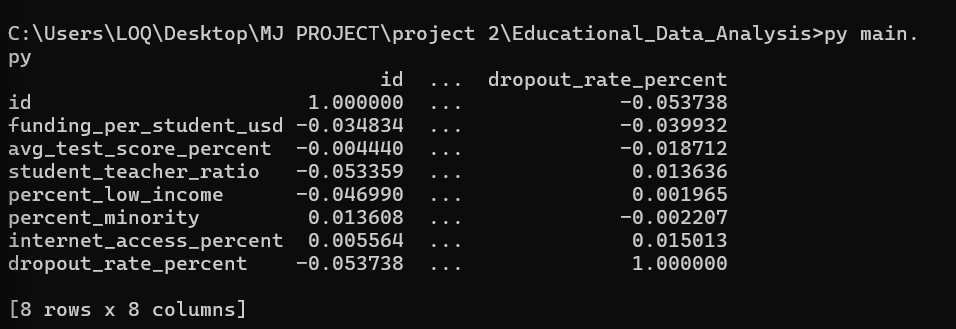 C:\Users\LOQ\Desktop\MJ PROJECT\project 2\Educational_Data_Analysis>py main.
py
                              id  ...  dropout_rate_percent
id                      1.000000  ...             -0.053738
funding_per_student_usd -0.034834  ...             -0.039932
avg_test_score_percent  -0.004440  ...             -0.018712
student_teacher_ratio   -0.053359  ...              0.013636
percent_low_income      -0.046990  ...              0.001965
percent_minority         0.013608  ...             -0.002207
internet_access_percent  0.005564  ...              0.015013
dropout_rate_percent    -0.053738  ...              1.000000
[8 rows x 8 columns]